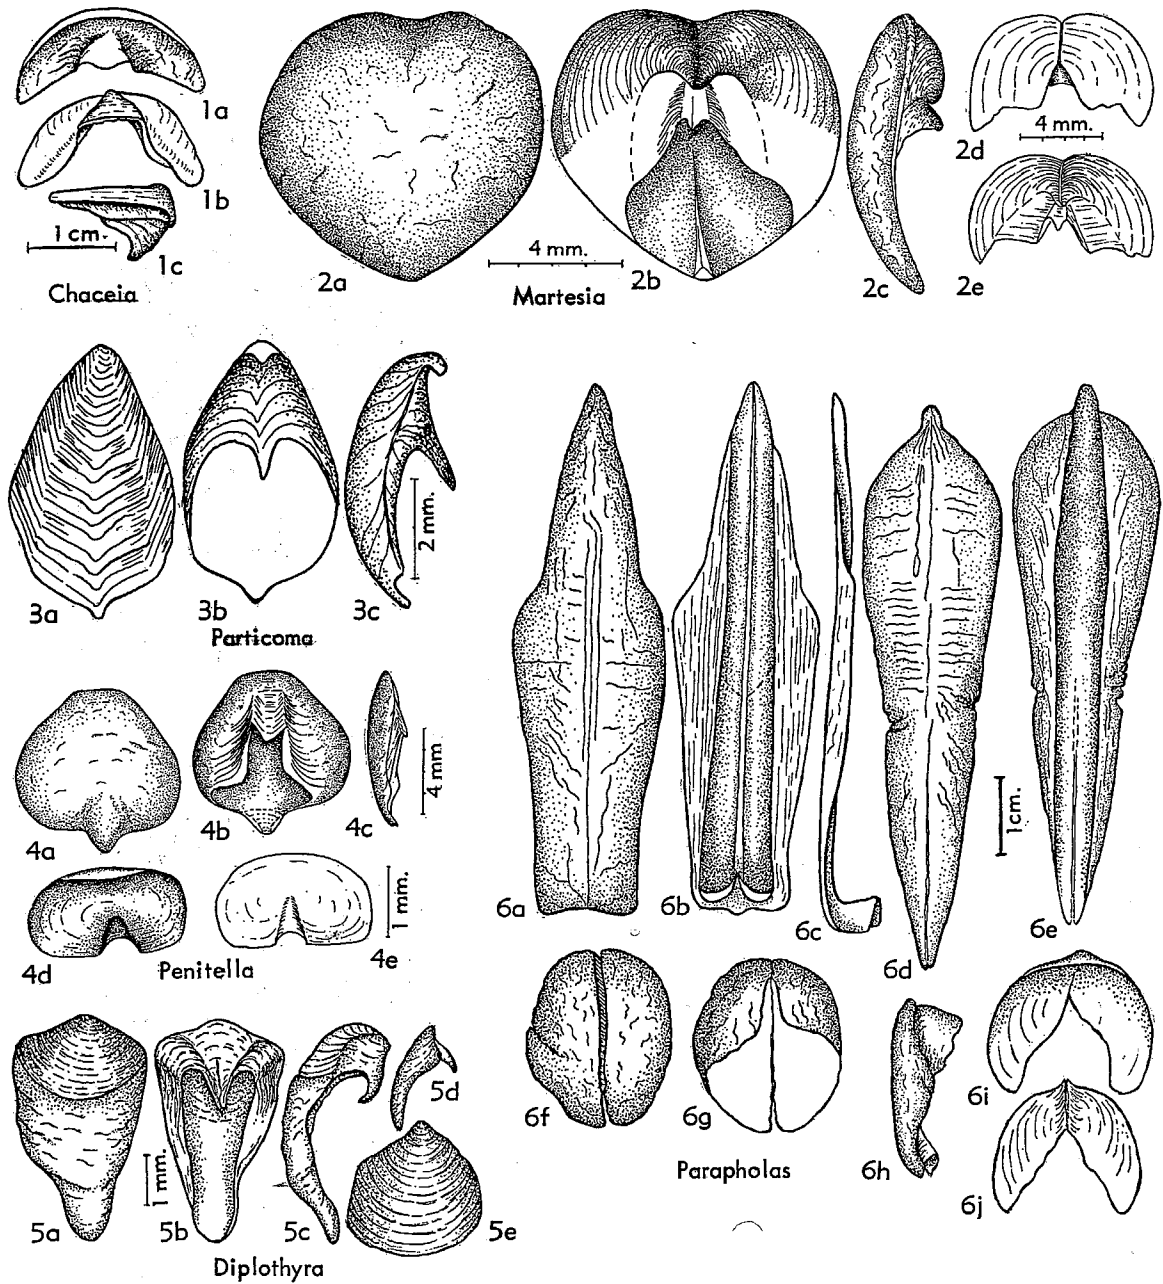 1a
1b
1 cm.
1c
Chaceia
2a
4 mm.
2b
Martesia
2c
2d
4 mm.
2e
3a
3b
3c
2 mm.
Particoma
4a
4b
4c
4 mm
4d
4e
1 mm.
Penitella
5a
5b
1 mm.
5c
5d
5e
Diplothyra
6a
6b
6c
6d
1cm.
6e
6f
6g
6h
6i
6j
Parapholas